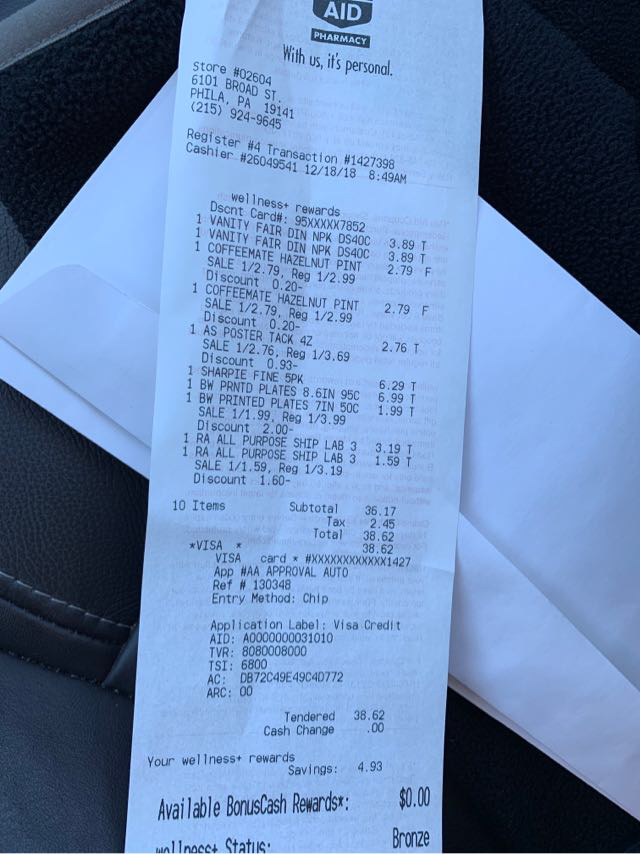 AID
PHARMACY
With us, it's personal.
Store #02604
6101 BROAD ST.
PHILA, PA 19141
(215) 924-9645
Register #4 Transaction #1427398
Cashier #26049541 12/18/18 8:49AM
wellness+ rewards
Dscnt Card#: 95XXXXX7852
1 VANITY FAIR DIN NPK DS40C 3.89 T
1 VANITY FAIR DIN NPK DS40C 3.89 T
1 COFFEEMATE HAZELNUT PINT 2.79 F
SALE 1/2.79, Reg 1/2.99
Discount 0.20-
1 COFFEEMATE HAZELNUT PINT 2.79 F
SALE 1/2.79, Reg 1/2.99
Discount 0.20-
1 AS POSTER TACK 4Z 2.76 T
SALE 1/2.76, Reg 1/3.69
Discount 0.93-
1 SHARPIE FINE 5PK 6.29 T
1 BW PRNTD PLATES 8.6IN 95C 6.99 T
1 BW PRINTED PLATES 7IN 50C 1.99 T
SALE 1/1.99, Reg 1/3.99
Discount 2.00-
1 RA ALL PURPOSE SHIP LAB 3 3.19 T
1 RA ALL PURPOSE SHIP LAB 3 1.59 T
SALE 1/1.59, Reg 1/3.19
Discount 1.60-
10 Items Subtotal 36.17
Tax 2.45
Total 38.62
*VISA * 38.62
VISA card * #XXXXXXXXXXXX1427
App #AA APPROVAL AUTO
Ref # 130348
Entry Method: Chip
Application Label: Visa Credit
AID: A0000000031010
TVR: 8080008000
TSI: 6800
AC: DB72C49E49C4D772
ARC: 00
Tendered 38.62
Cash Change .00
Your wellness+ rewards
Savings: 4.93
Available BonusCash Rewards*: $0.00
wellness+ Status: Bronze